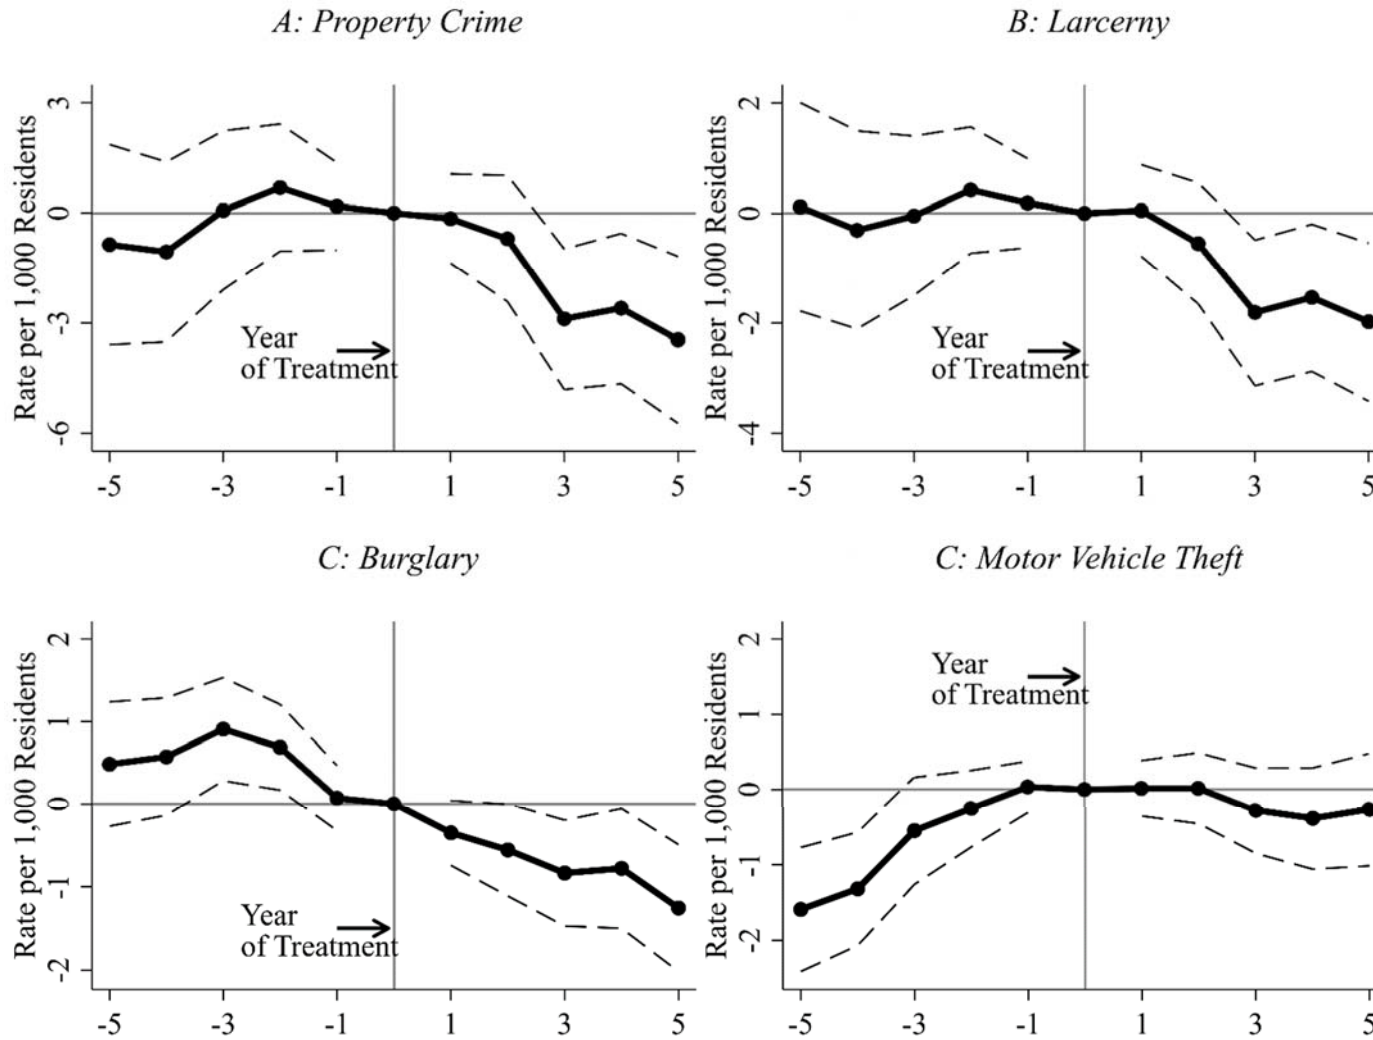 A: Property Crime
Rate per 1,000 Residents
3
0
-3
-6
Year
of Treatment
-5 -3 -1 1 3 5
B: Larcerny
Rate per 1,000 Residents
2
0
-2
-4
Year
of Treatment
-5 -3 -1 1 3 5
C: Burglary
Rate per 1,000 Residents
2
1
0
-1
-2
Year
of Treatment
-5 -3 -1 1 3 5
C: Motor Vehicle Theft
Rate per 1,000 Residents
2
1
0
-1
-2
Year
of Treatment
-5 -3 -1 1 3 5